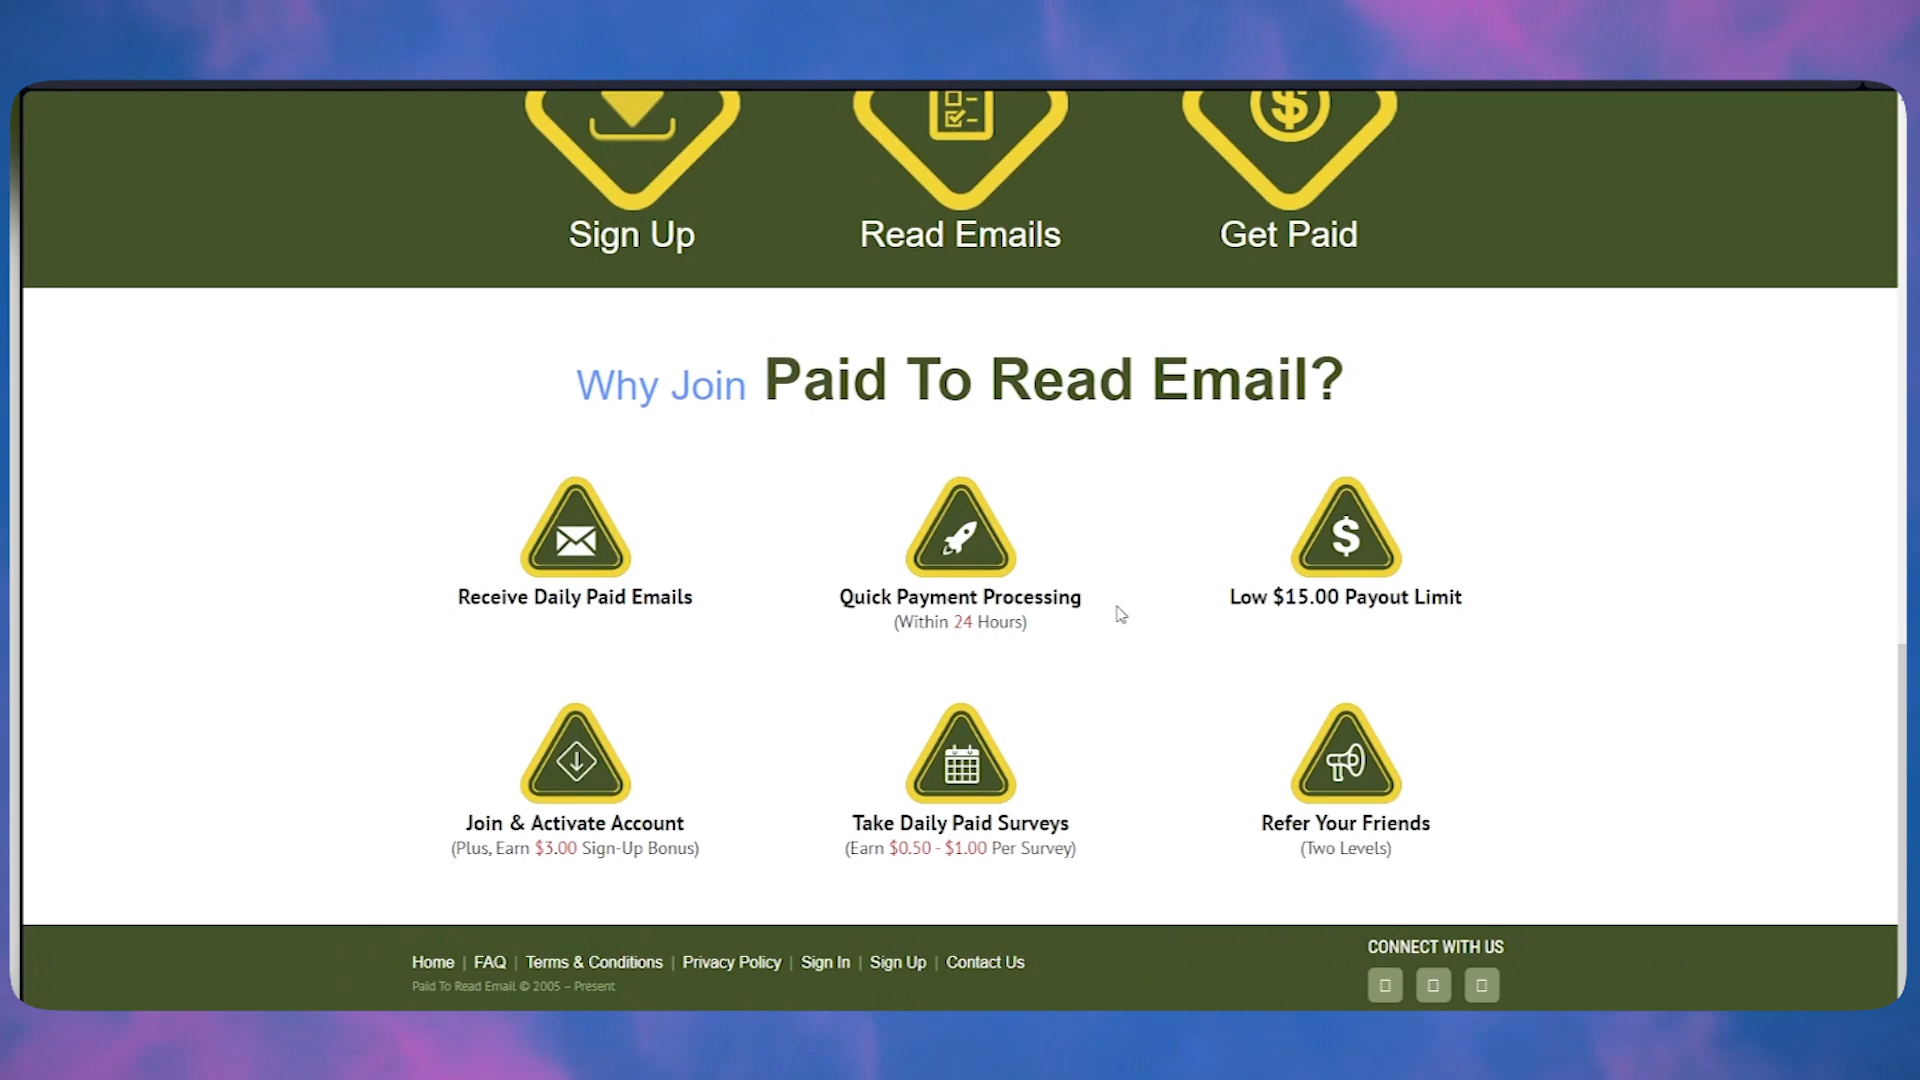 Sign Up
Read Emails
Get Paid
Why Join Paid To Read Email?
Receive Daily Paid Emails
Quick Payment Processing
(Within 24 Hours)
Low $15.00 Payout Limit
Join & Activate Account
(Plus, Earn $3.00 Sign-Up Bonus)
Take Daily Paid Surveys
(Earn $0.50 - $1.00 Per Survey)
Refer Your Friends
(Two Levels)
Home | FAQ | Terms & Conditions | Privacy Policy | Sign In | Sign Up | Contact Us
Paid To Read Email © 2005 – Present
CONNECT WITH US